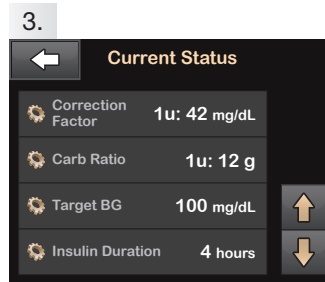 3.
Current Status
Correction
Factor
1u: 42 mg/dL
Carb Ratio
1u: 12 g
Target BG
100 mg/dL
Insulin Duration
4 hours